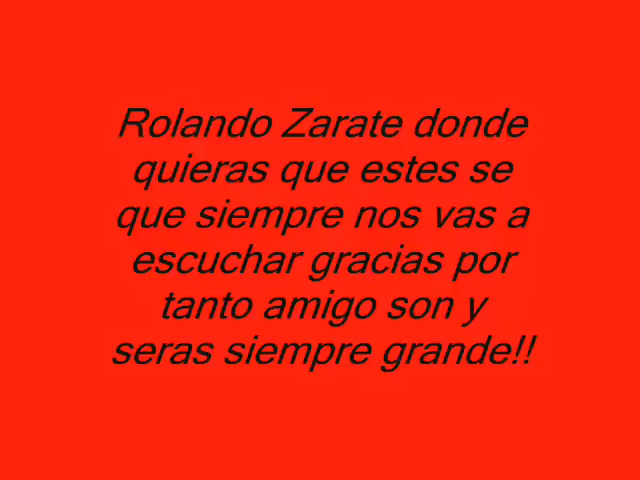 Rolando Zarate donde
quieras que estes se
que siempre nos vas a
escuchar gracias por
tanto amigo son y
seras siempre grande!!